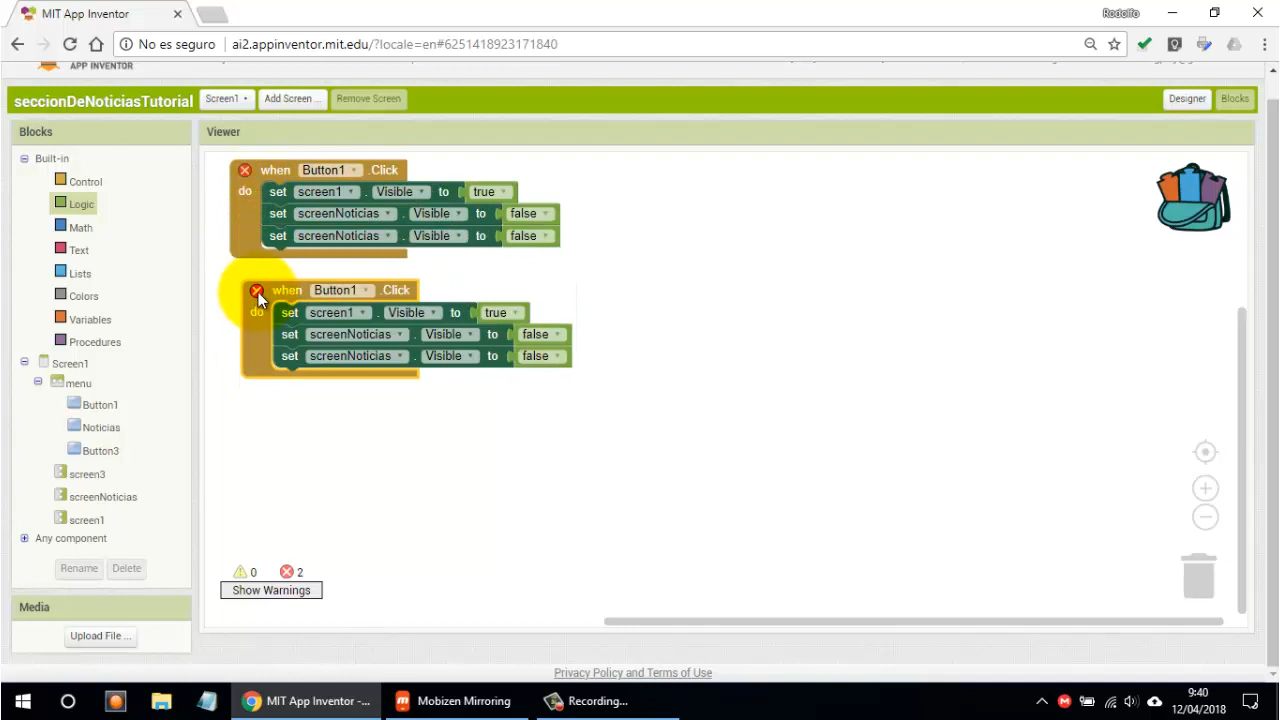 MIT App Inventor
Rodolfo
No es seguro
ai2.appinventor.mit.edu/?locale=en#6251418923171840
APP INVENTOR
seccionDeNoticiasTutorial
Screen1
Add Screen ...
Remove Screen
Designer
Blocks
Blocks
Viewer
Built-in
Control
Logic
Math
Text
Lists
Colors
Variables
Procedures
Screen1
menu
Button1
Noticias
Button3
screen3
screenNoticias
screen1
Any component
Rename
Delete
Media
Upload File ...
when Button1 .Click
do set screen1 . Visible to true
set screenNoticias . Visible to false
set screenNoticias . Visible to false
when Button1 .Click
do set screen1 . Visible to true
set screenNoticias . Visible to false
set screenNoticias . Visible to false
0 2
Show Warnings
Privacy Policy and Terms of Use
MIT App Inventor -...
Mobizen Mirroring
Recording...
9:40
12/04/2018